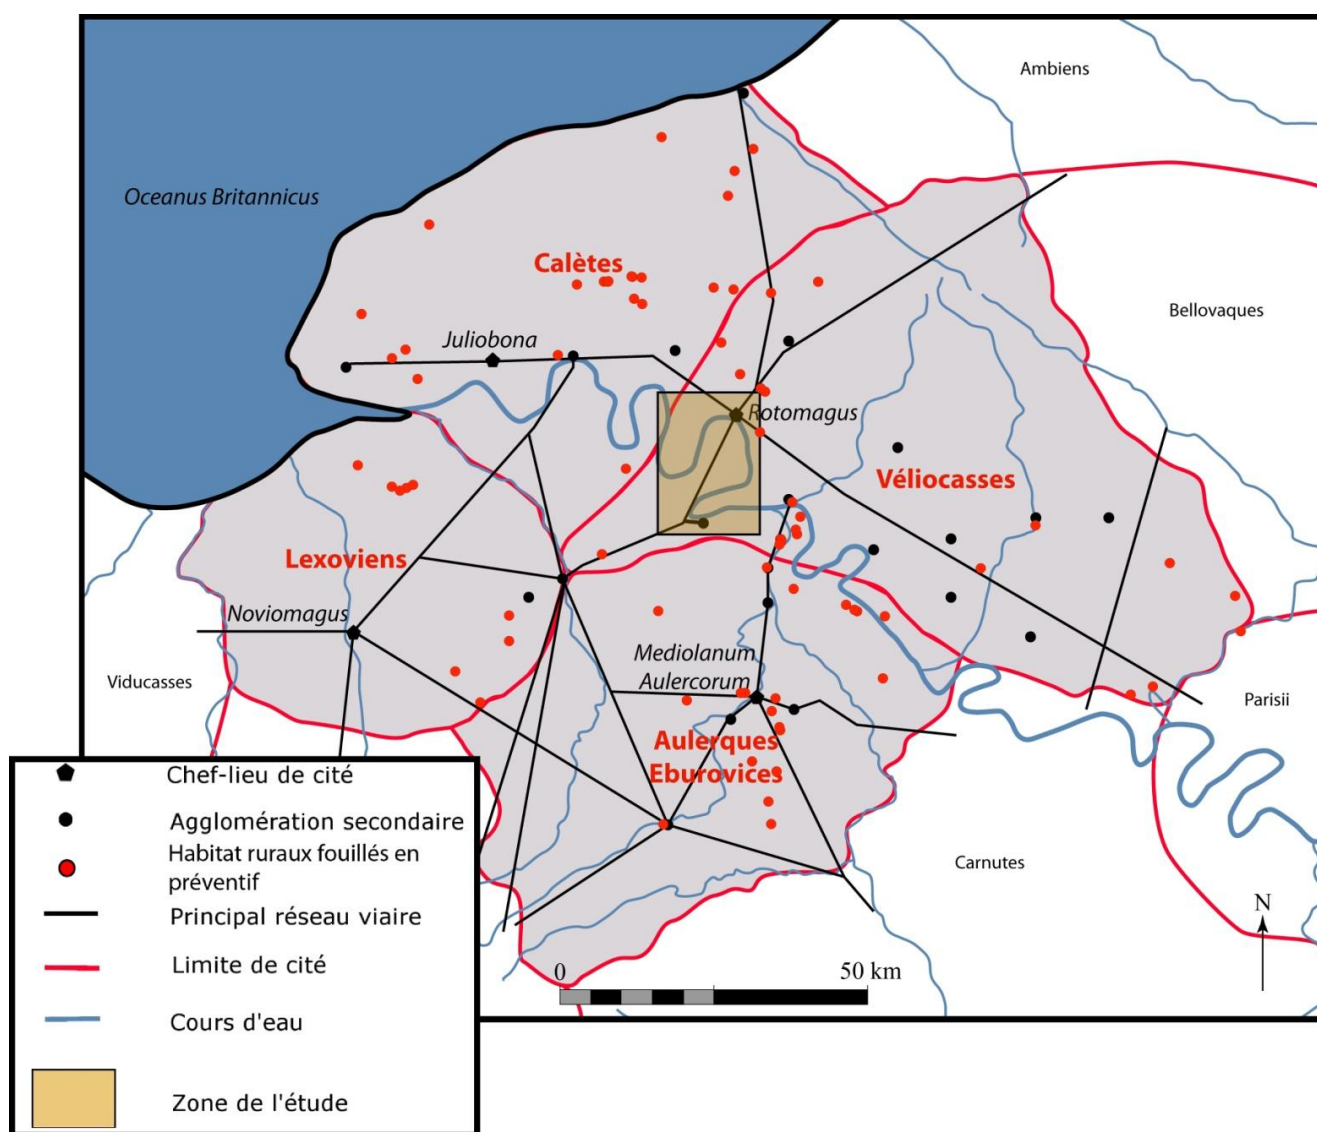 Ambiens
Oceanus Britannicus
Calètes
Bellovaques
Juliobona
Rotomagus
Véliocasses
Lexoviens
Noviomagus
Mediolanum
Aulercorum
Viducasses
Parisii
Aulerques
Eburovices
Carnutes
N
0
50 km
Chef-lieu de cité
Agglomération secondaire
Habitat ruraux fouillés en
préventif
Principal réseau viaire
Limite de cité
Cours d'eau
Zone de l'étude